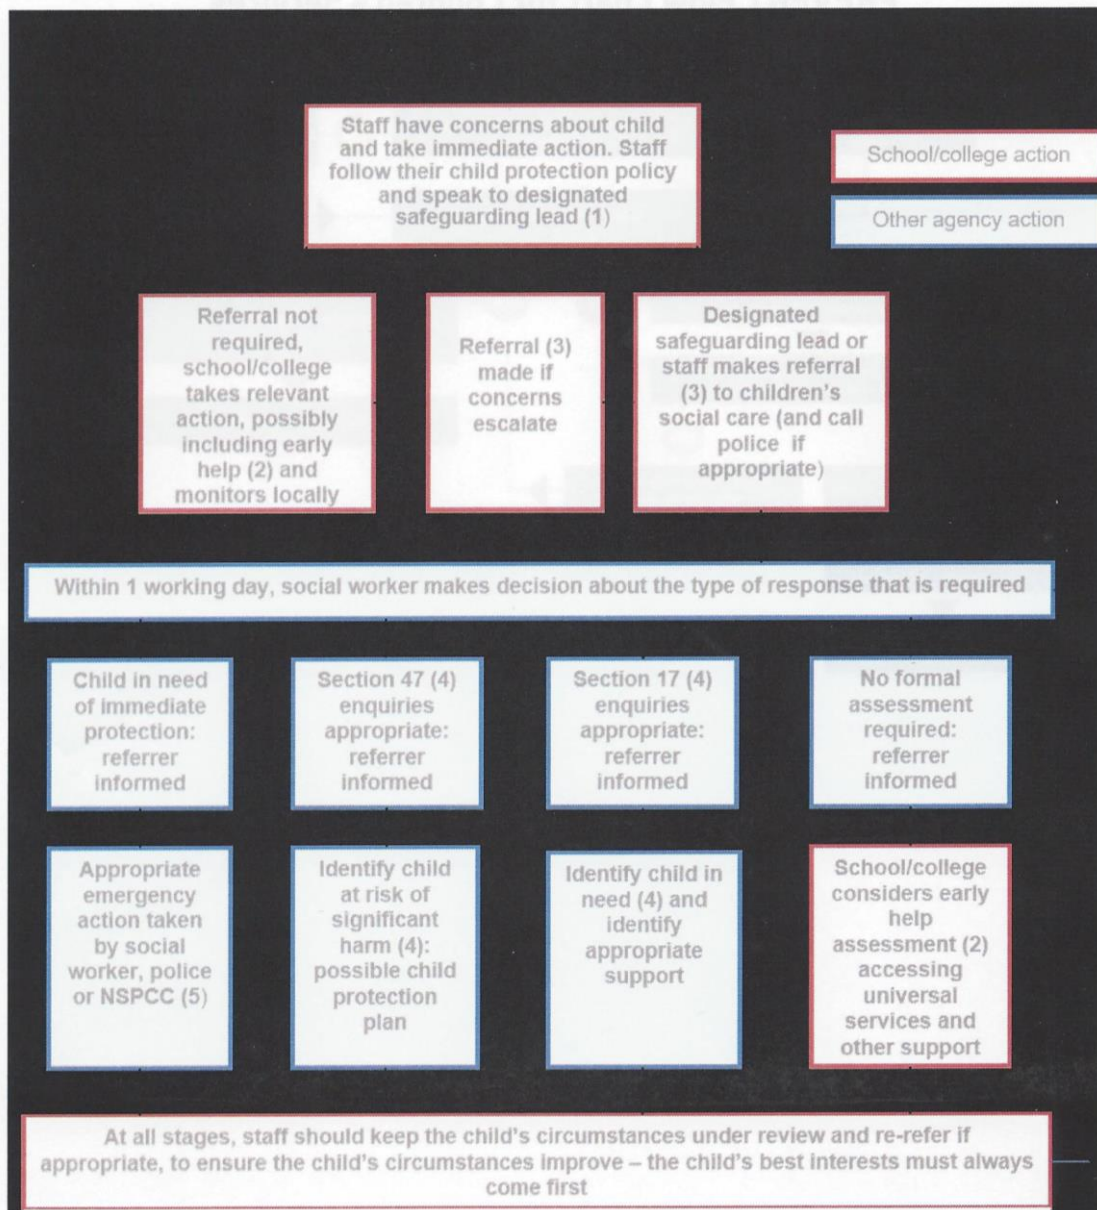 Staff have concerns about child
and take immediate action. Staff
follow their child protection policy
and speak to designated
safeguarding lead (1)
School/college action
Other agency action
Referral not
required,
school/college
takes relevant
action, possibly
including early
help (2) and
monitors locally
Referral (3)
made if
concerns
escalate
Designated
safeguarding lead or
staff makes referral
(3) to children's
social care (and call
police if
appropriate)
Within 1 working day, social worker makes decision about the type of response that is required
Child in need
of immediate
protection:
referrer
informed
Section 47 (4)
enquiries
appropriate:
referrer
informed
Section 17 (4)
enquiries
appropriate:
referrer
informed
No formal
assessment
required:
referrer
informed
Appropriate
emergency
action taken
by social
worker, police
or NSPCC (5)
Identify child
at risk of
significant
harm (4):
possible child
protection
plan
Identify child in
need (4) and
identify
appropriate
support
School/college
considers early
help
assessment (2)
accessing
universal
services and
other support
At all stages, staff should keep the child's circumstances under review and re-refer if
appropriate, to ensure the child's circumstances improve – the child's best interests must always
come first